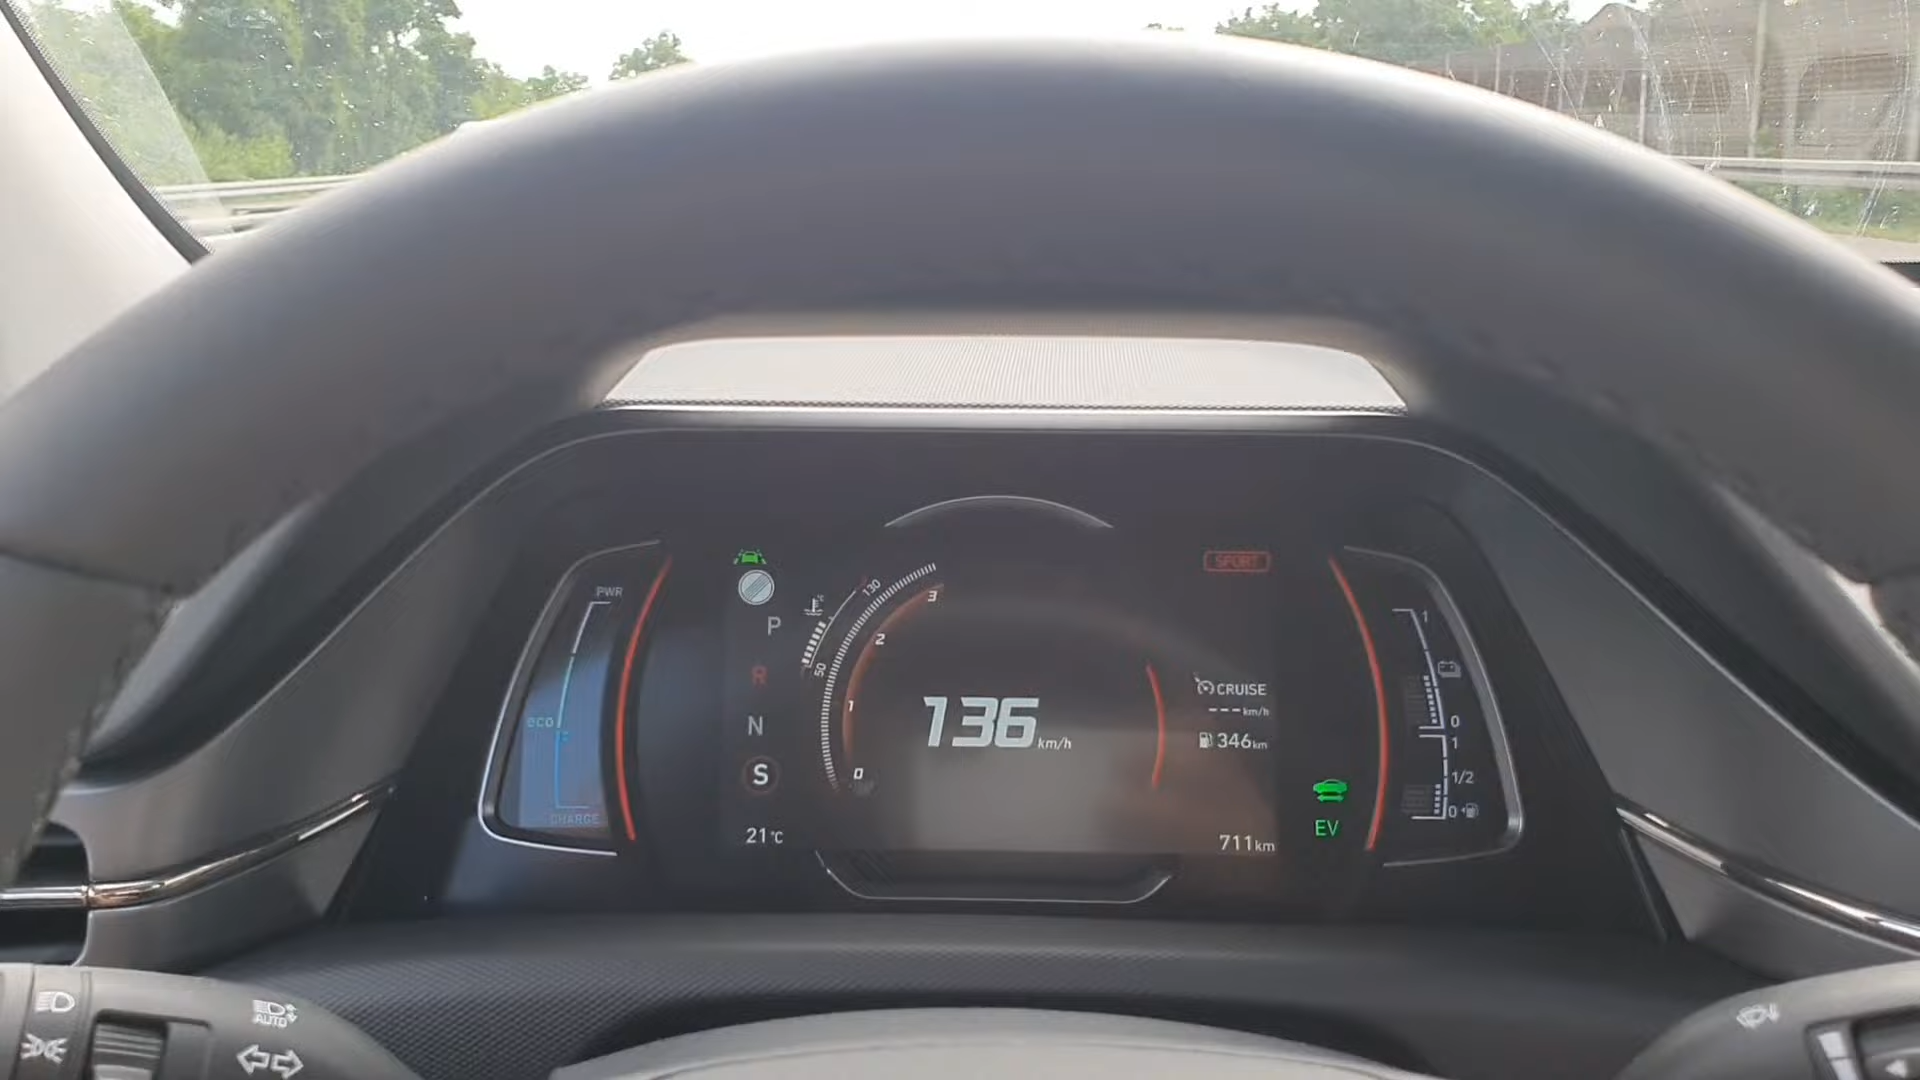 PWR
eco
CHARGE
P
R
N
S
21°C
°C
130
50
3
2
1
0
136 km/h
SPORT
CRUISE
---km/h
346km
EV
711km
1
0
1
1/2
0
AUTO